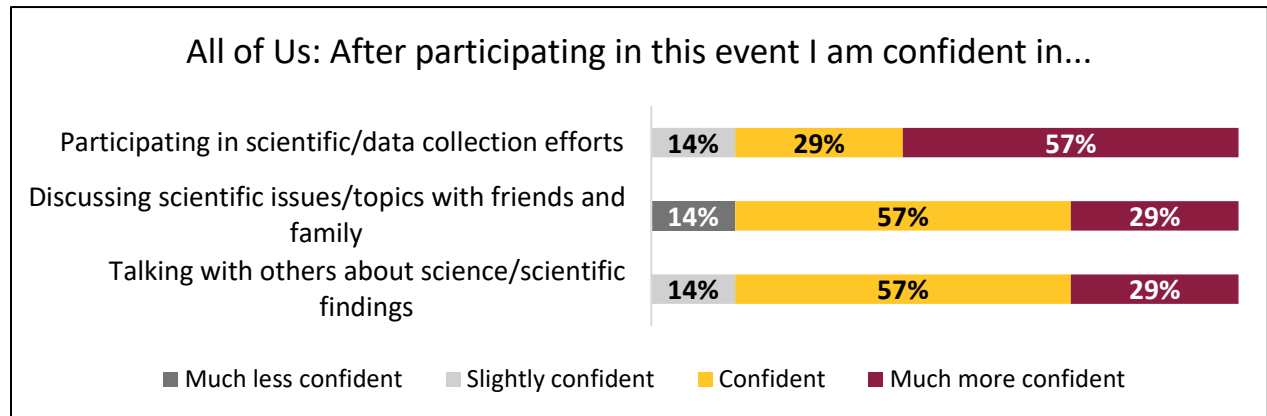 All of Us: After participating in this event I am confident in...
Participating in scientific/data collection efforts
14% 29% 57%
Discussing scientific issues/topics with friends and
family
14% 57% 29%
Talking with others about science/scientific
findings
14% 57% 29%
Much less confident Slightly confident Confident Much more confident